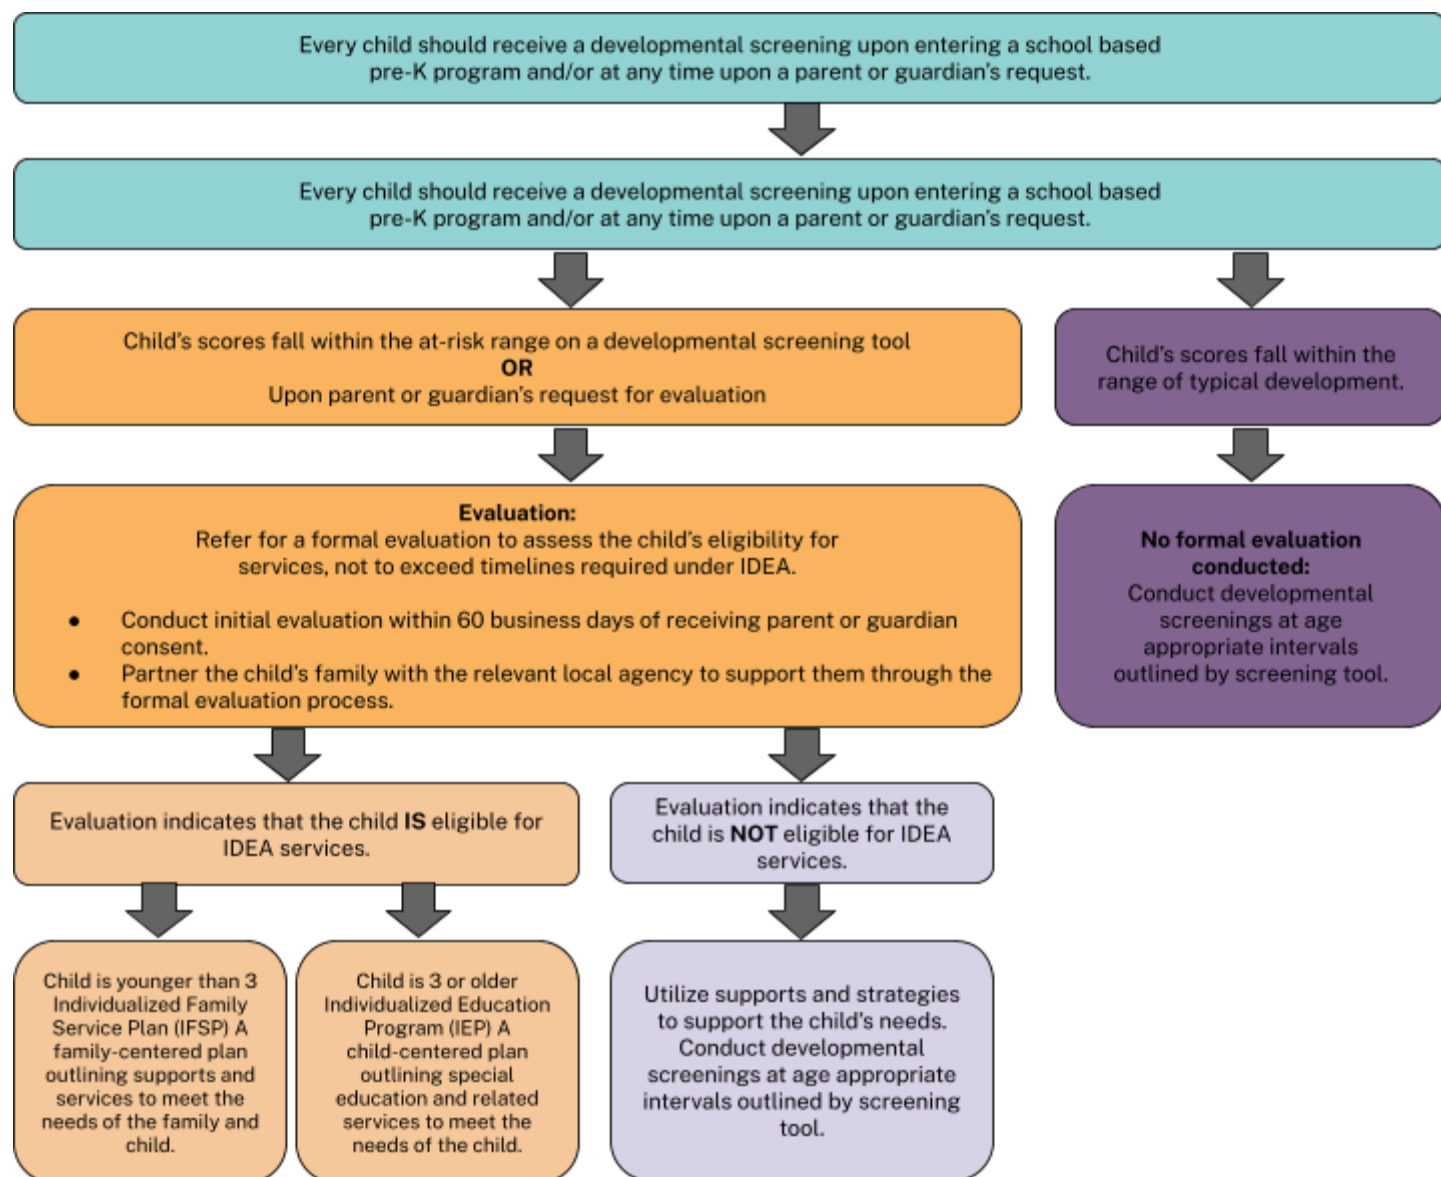 Every child should receive a developmental screening upon entering a school based
pre-K program and/or at any time upon a parent or guardian's request.
Every child should receive a developmental screening upon entering a school based
pre-K program and/or at any time upon a parent or guardian's request.
Child's scores fall within the at-risk range on a developmental screening tool
OR
Upon parent or guardian's request for evaluation
Child's scores fall within the
range of typical development.
Evaluation:
Refer for a formal evaluation to assess the child's eligibility for
services, not to exceed timelines required under IDEA.
● Conduct initial evaluation within 60 business days of receiving parent or guardian
consent.
● Partner the child's family with the relevant local agency to support them through the
formal evaluation process.
No formal evaluation
conducted:
Conduct developmental
screenings at age
appropriate intervals
outlined by screening tool.
Evaluation indicates that the child IS eligible for
IDEA services.
Evaluation indicates that the
child is NOT eligible for IDEA
services.
Child is younger than 3
Individualized Family
Service Plan (IFSP) A
family-centered plan
outlining supports and
services to meet the
needs of the family and
child.
Child is 3 or older
Individualized Education
Program (IEP) A
child-centered plan
outlining special
education and related
services to meet the
needs of the child.
Utilize supports and strategies
to support the child's needs.
Conduct developmental
screenings at age appropriate
intervals outlined by screening
tool.